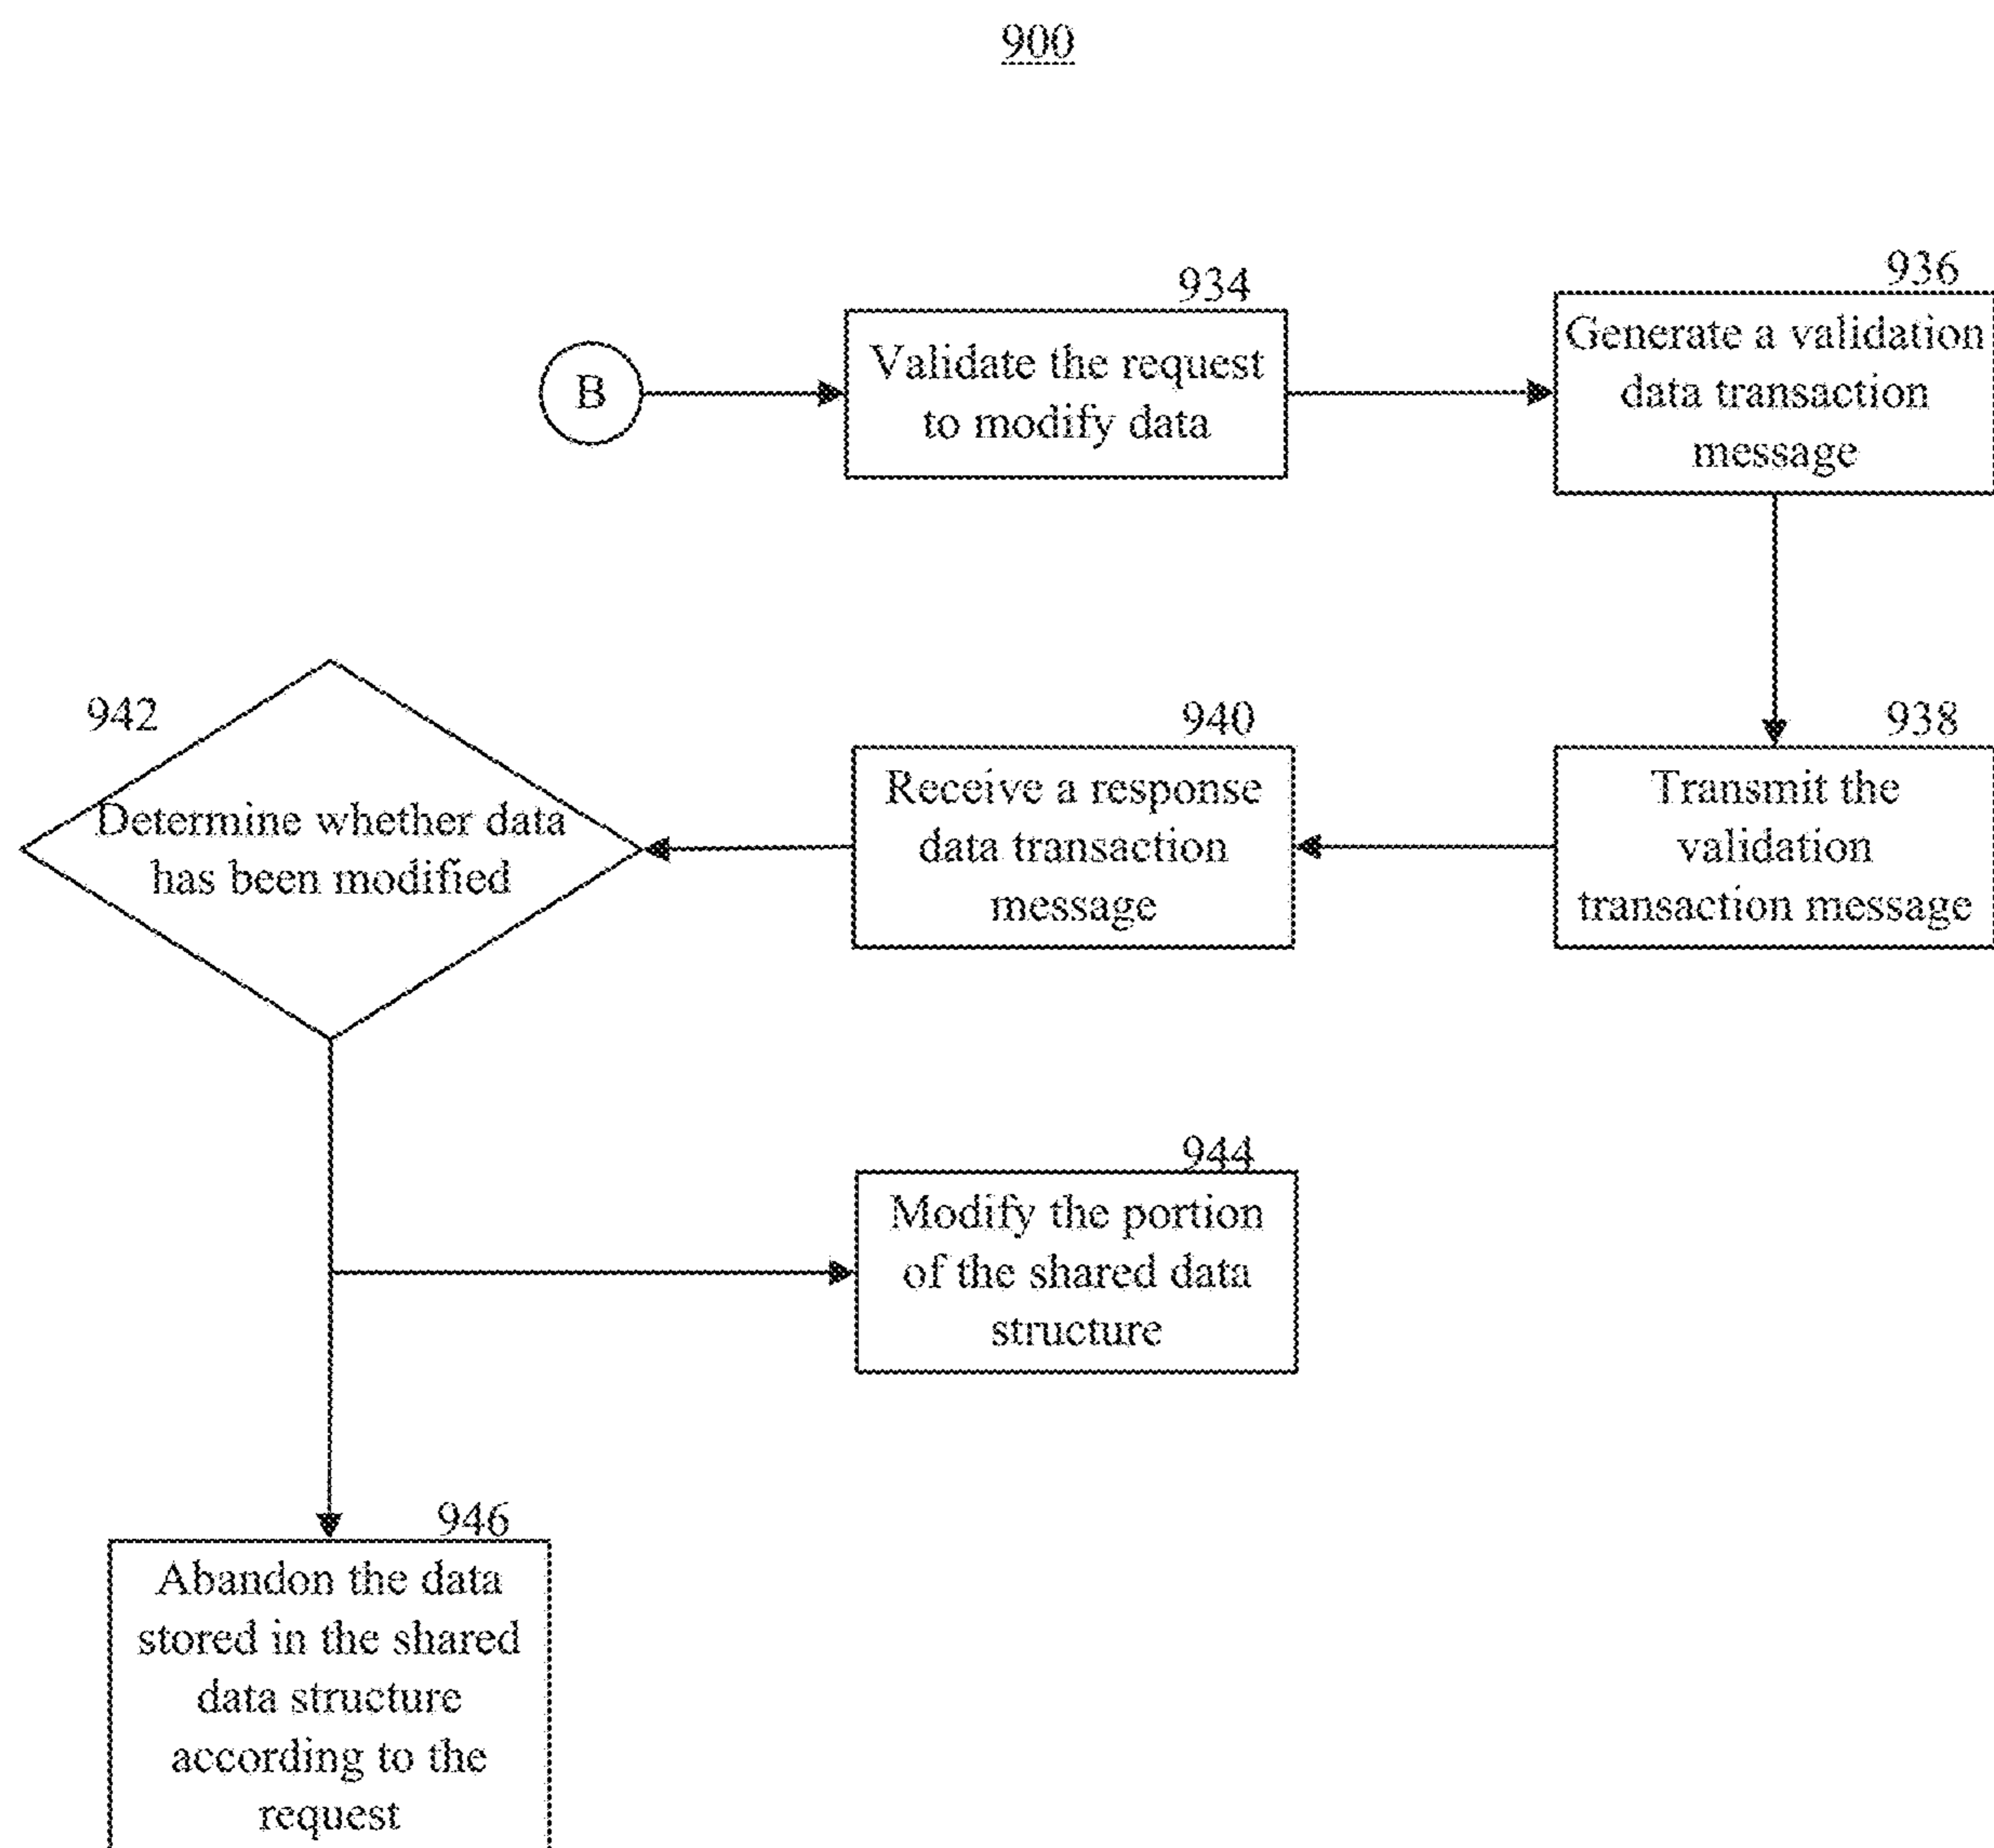 900
934
936
B
Validate the request
to modify data
Generate a validation
data transaction
message
942
940
938
Determine whether data
has been modified
Receive a response
data transaction
message
Transmit the
validation
transaction message
944
Modify the portion
of the shared data
structure
946
Abandon the data
stored in the shared
data structure
according to the
request